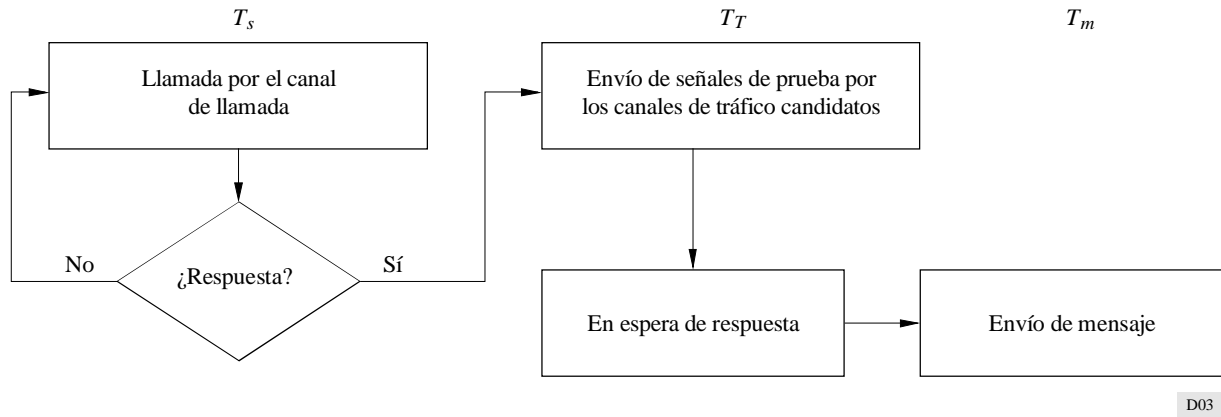 T_s
T_T
T_m
Llamada por el canal
de llamada
Envío de señales de prueba por
los canales de tráfico candidatos
No
¿Respuesta?
Sí
En espera de respuesta
Envío de mensaje
D03